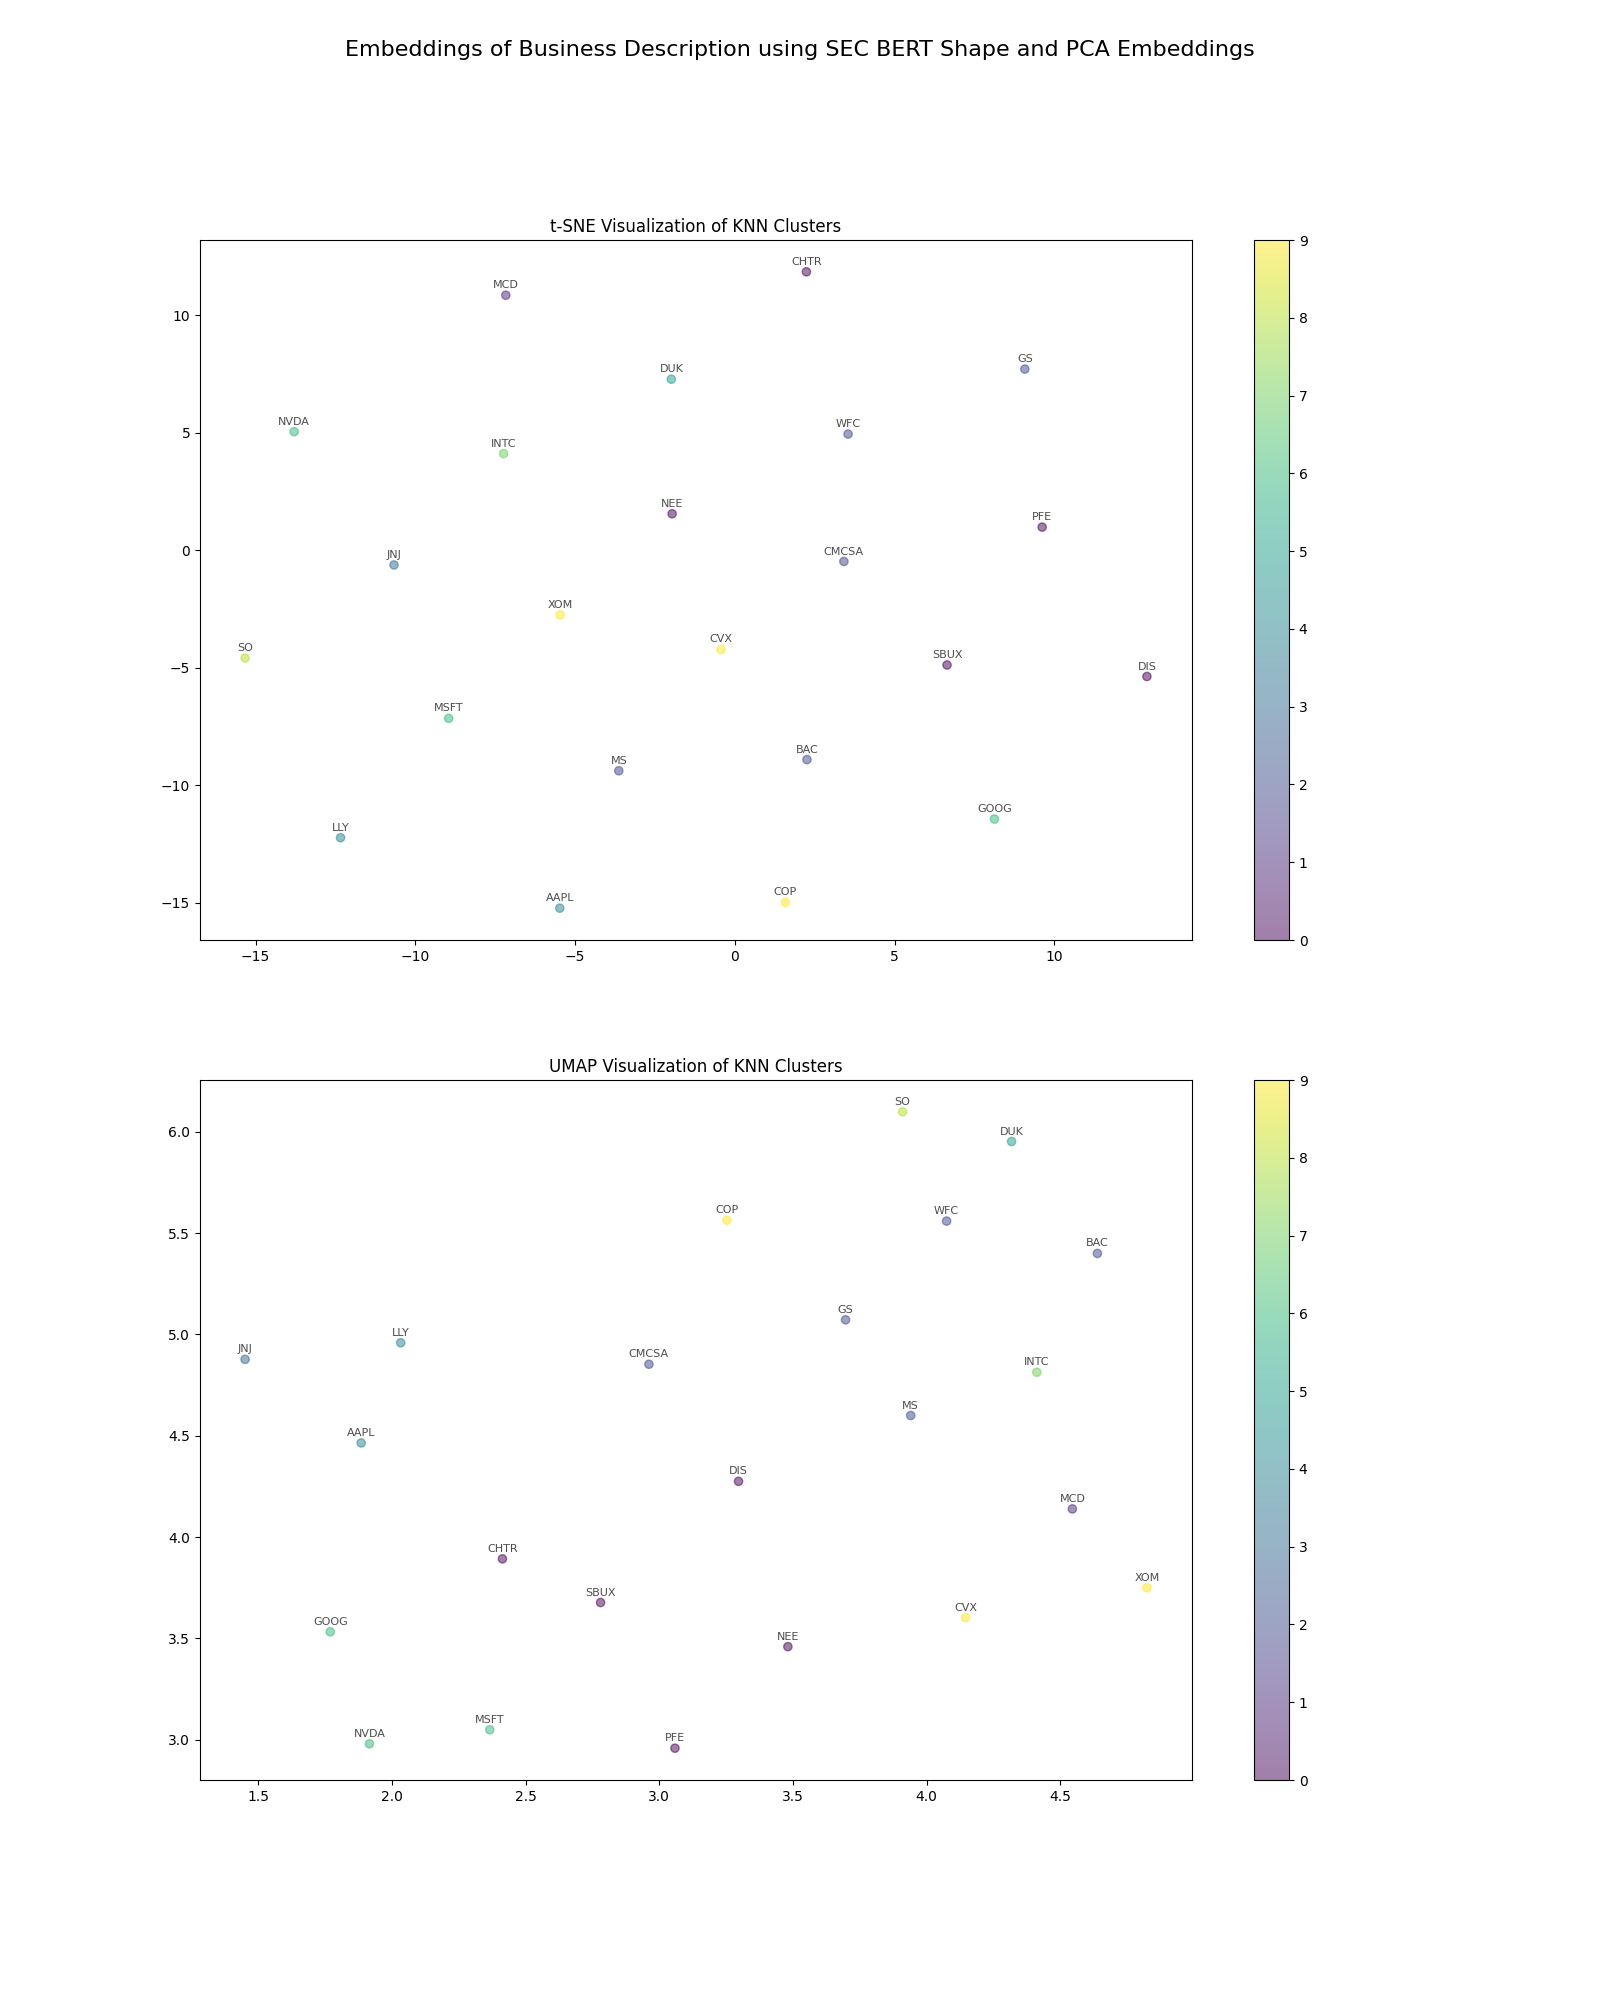 Embeddings of Business Description using SEC BERT Shape and PCA Embeddings
t-SNE Visualization of KNN Clusters
CHTR
MCD
GS
DUK
NVDA
WFC
INTC
NEE
PFE
JNJ
CMCSA
XOM
CVX
SO
SBUX
DIS
MSFT
BAC
MS
GOOG
LLY
COP
AAPL
10
5
0
−5
−10
−15
−15
−10
−5
0
5
10
9
8
7
6
5
4
3
2
1
0
UMAP Visualization of KNN Clusters
SO
DUK
COP
WFC
BAC
GS
LLY
JNJ
CMCSA
INTC
MS
AAPL
DIS
MCD
CHTR
XOM
SBUX
CVX
GOOG
NEE
MSFT
NVDA
PFE
6.0
5.5
5.0
4.5
4.0
3.5
3.0
1.5
2.0
2.5
3.0
3.5
4.0
4.5
9
8
7
6
5
4
3
2
1
0